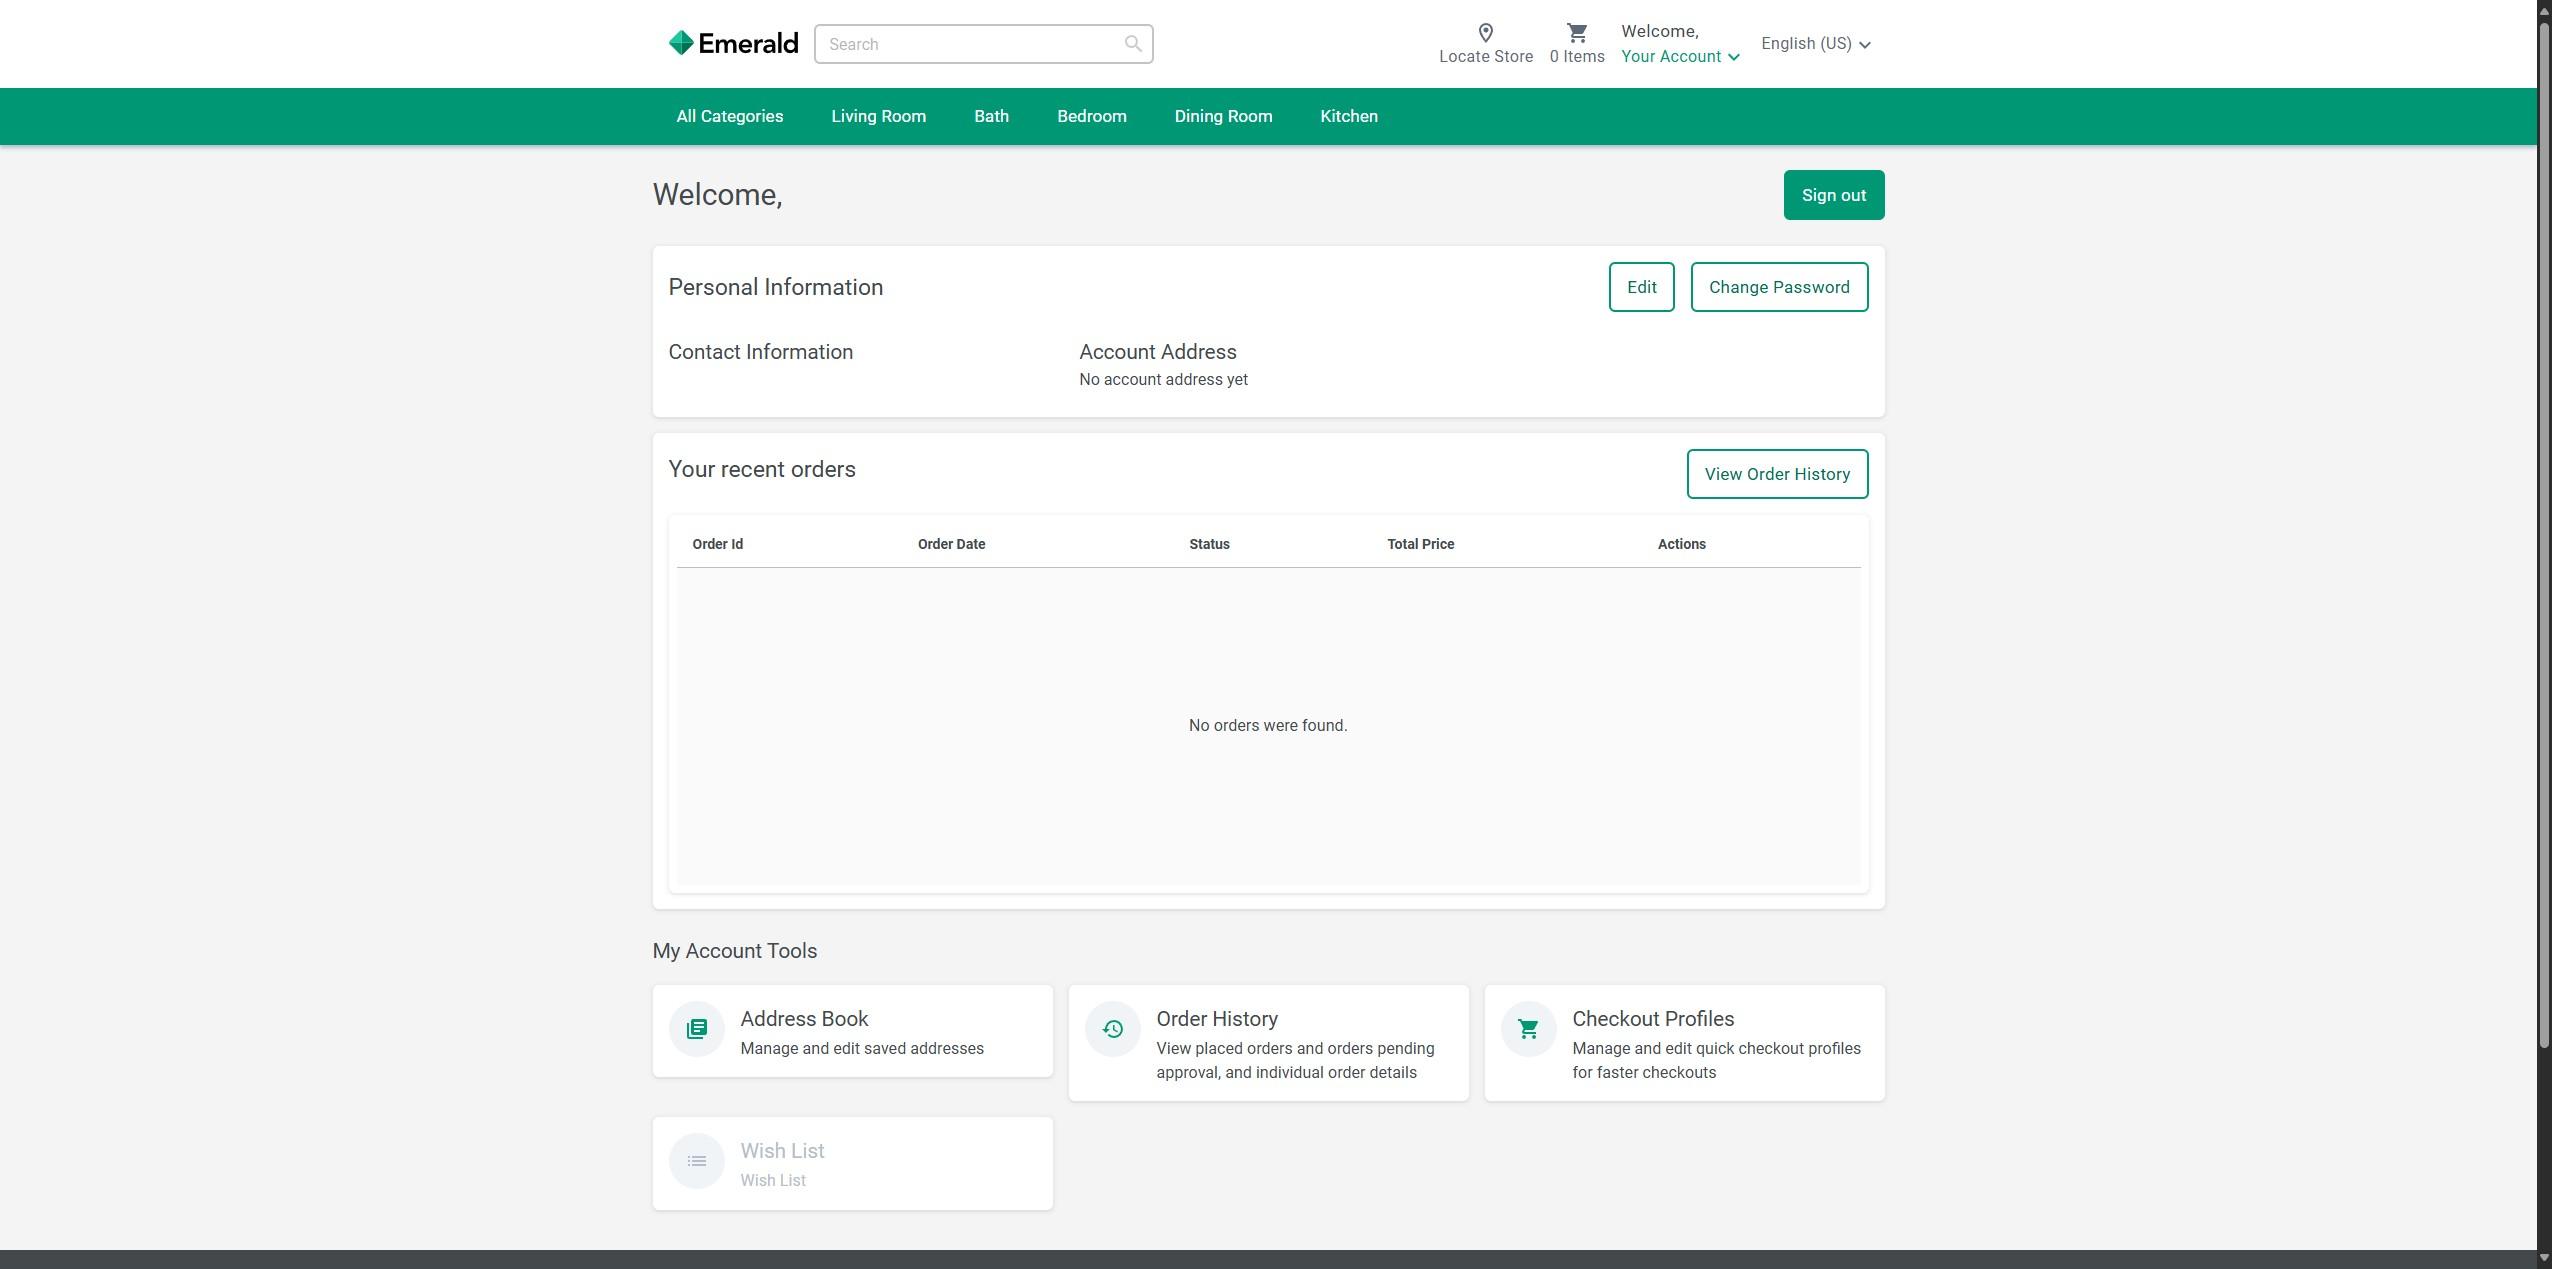 Emerald
Search
Locate Store
0 Items
Welcome,
Your Account
English (US)
All Categories
Living Room
Bath
Bedroom
Dining Room
Kitchen
Welcome,
Sign out
Personal Information
Edit
Change Password
Contact Information
Account Address
No account address yet
Your recent orders
View Order History
Order Id
Order Date
Status
Total Price
Actions
No orders were found.
My Account Tools
Address Book
Manage and edit saved addresses
Order History
View placed orders and orders pending
approval, and individual order details
Checkout Profiles
Manage and edit quick checkout profiles
for faster checkouts
Wish List
Wish List